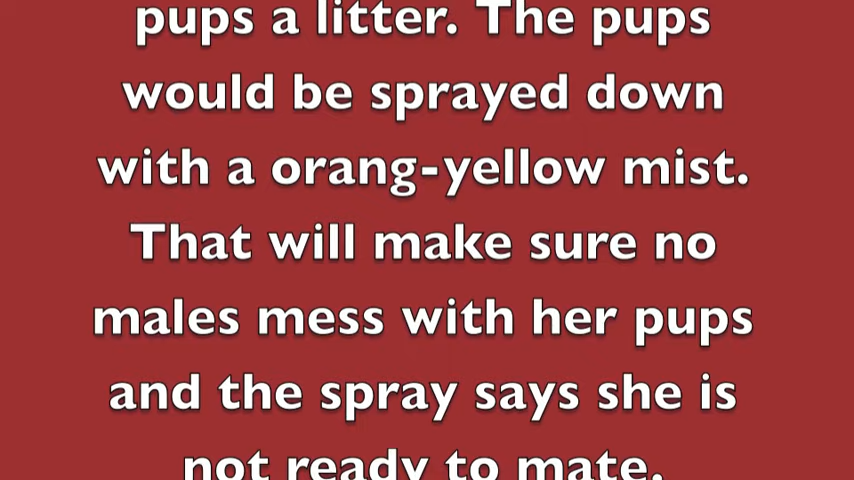 pups a litter. The pups
would be sprayed down
with a orang-yellow mist.
That will make sure no
males mess with her pups
and the spray says she is
not ready to mate.